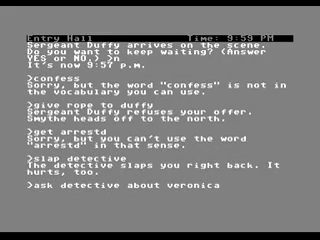 Entry Hall Time: 9:59 PM
Sergeant Duffy arrives on the scene.
Do you want to keep waiting? (Answer
YES or NO.) >n
It's now 9:57 p.m.
>confess
Sorry, but the word "confess" is not in
the vocabulary you can use.
>give rope to duffy
Sergeant Duffy refuses your offer.
Smythe heads off to the north.
>get arrestd
Sorry, but you can't use the word
"arrestd" in that sense.
>slap detective
The detective slaps you right back. It
hurts, too.
>ask detective about veronica